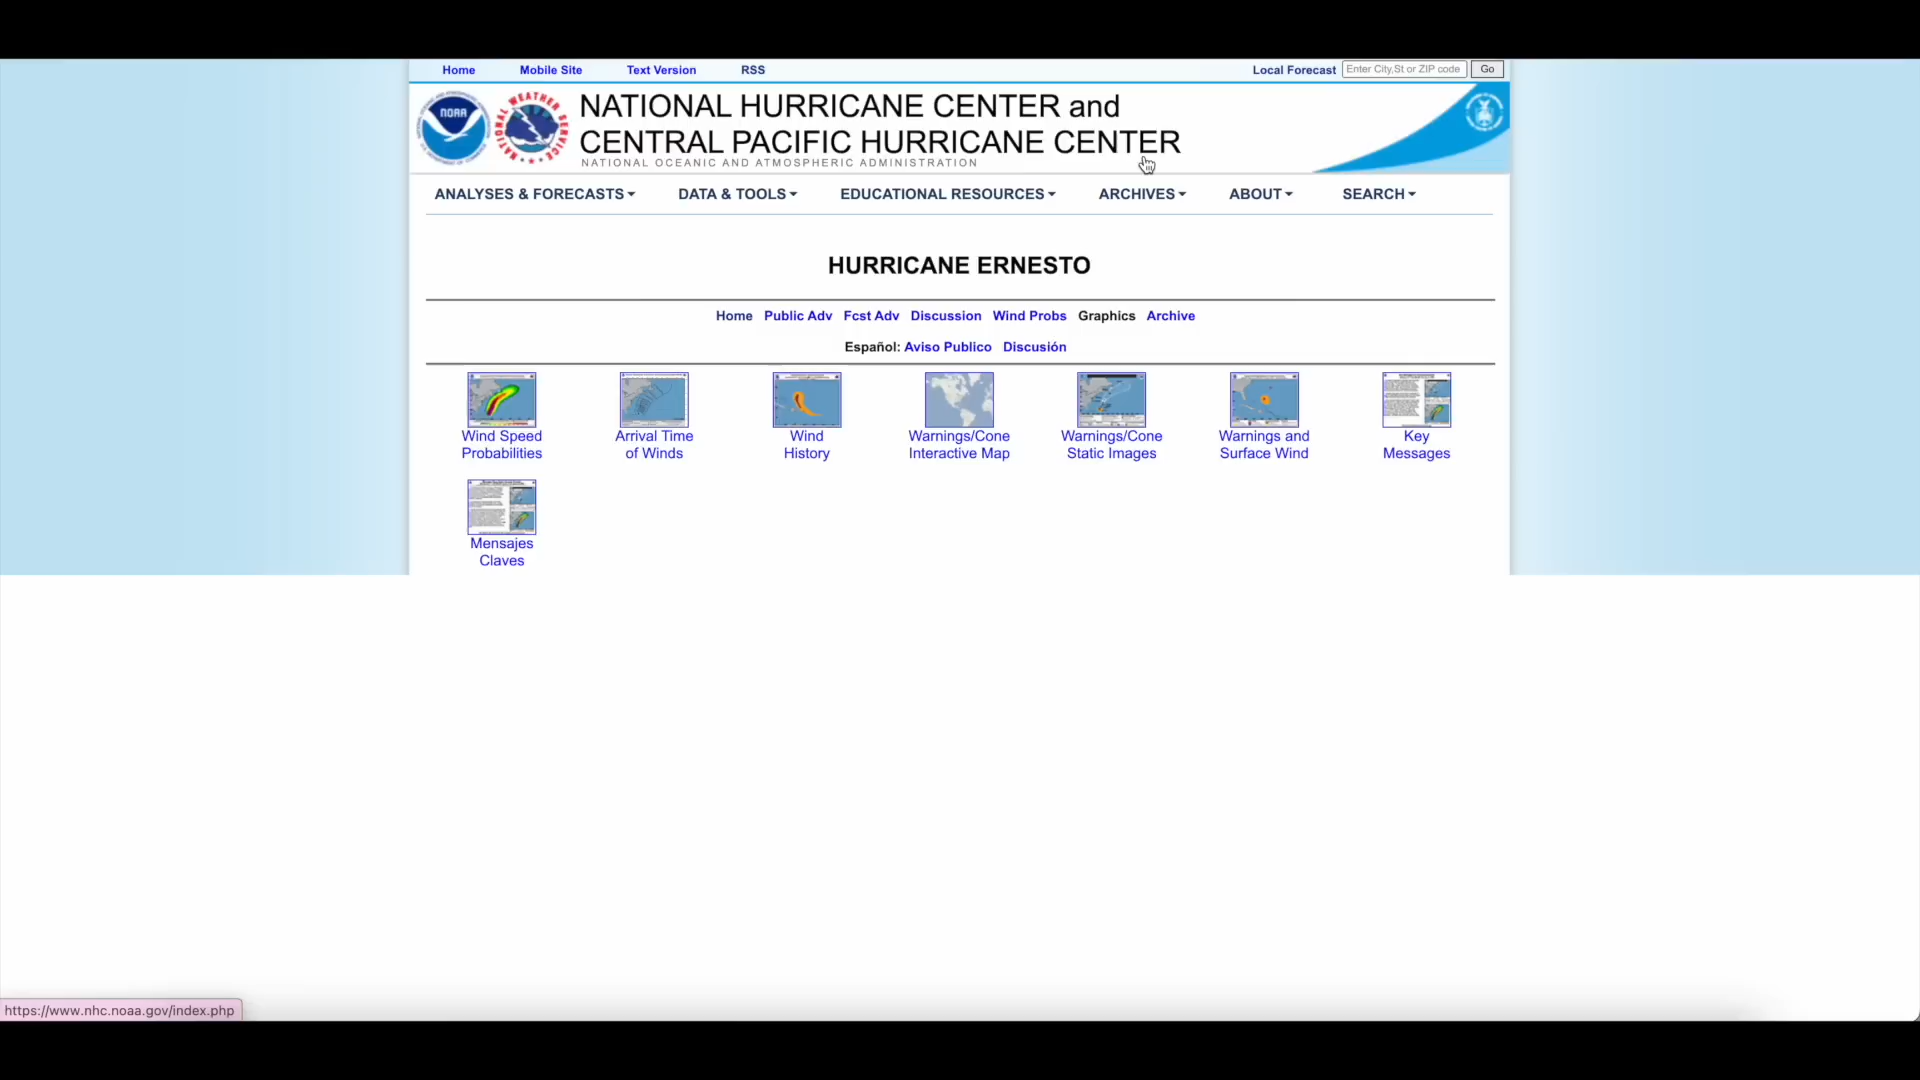 Home Mobile Site Text Version RSS Local Forecast Enter City,St or ZIP code Go
NOAA
NATIONAL WEATHER SERVICE
NATIONAL HURRICANE CENTER and
CENTRAL PACIFIC HURRICANE CENTER
NATIONAL OCEANIC AND ATMOSPHERIC ADMINISTRATION
ANALYSES & FORECASTS DATA & TOOLS EDUCATIONAL RESOURCES ARCHIVES ABOUT SEARCH
HURRICANE ERNESTO
Home Public Adv Fcst Adv Discussion Wind Probs Graphics Archive
Español: Aviso Publico Discusión
Wind Speed Probabilities
Arrival Time of Winds
Wind History
Warnings/Cone Interactive Map
Warnings/Cone Static Images
Warnings and Surface Wind
Key Messages
Mensajes Claves
https://www.nhc.noaa.gov/index.php